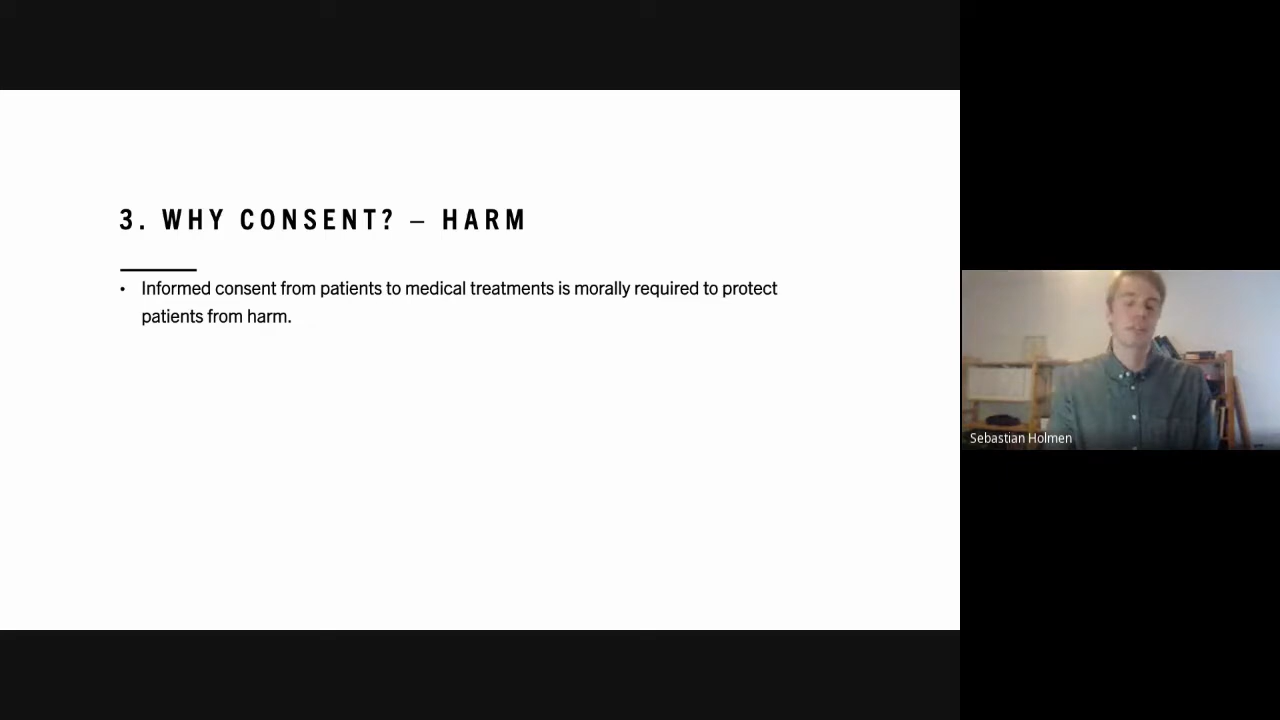 3. WHY CONSENT? – HARM
• Informed consent from patients to medical treatments is morally required to protect
patients from harm.
Sebastian Holmen